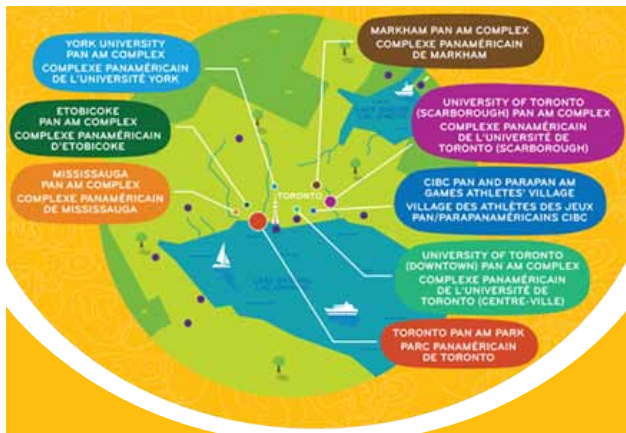 YORK UNIVERSITY
PAN AM COMPLEX
COMPLEXE PANAMÉRICAIN
DE L'UNIVERSITÉ YORK
ETOBICOKE
PAN AM COMPLEX
COMPLEXE PANAMÉRICAIN
D'ETOBICOKE
MISSISSAUGA
PAN AM COMPLEX
COMPLEXE PANAMÉRICAIN
DE MISSISSAUGA
TORONTO
MARKHAM PAN AM COMPLEX
COMPLEXE PANAMÉRICAIN
DE MARKHAM
UNIVERSITY OF TORONTO
(SCARBOROUGH) PAN AM COMPLEX
COMPLEXE PANAMÉRICAIN
DE L'UNIVERSITÉ DE
TORONTO (SCARBOROUGH)
CIBC PAN AND PARAPAN AM
GAMES ATHLETES' VILLAGE
VILLAGE DES ATHLÈTES DES JEUX
PAN/PARAPANAMÉRICAINS CIBC
UNIVERSITY OF TORONTO
(DOWNTOWN) PAN AM COMPLEX
COMPLEXE PANAMÉRICAIN
DE L'UNIVERSITÉ DE
TORONTO (CENTRE-VILLE)
TORONTO PAN AM PARK
PARC PANAMÉRICAIN
DE TORONTO